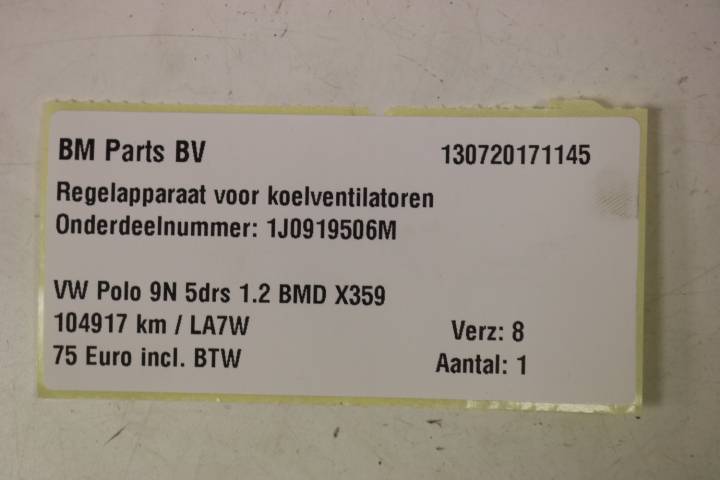 BM Parts BV 130720171145
Regelapparaat voor koelventilatoren
Onderdeelnummer: 1J0919506M
VW Polo 9N 5drs 1.2 BMD X359
104917 km / LA7W Verz: 8
75 Euro incl. BTW Aantal: 1